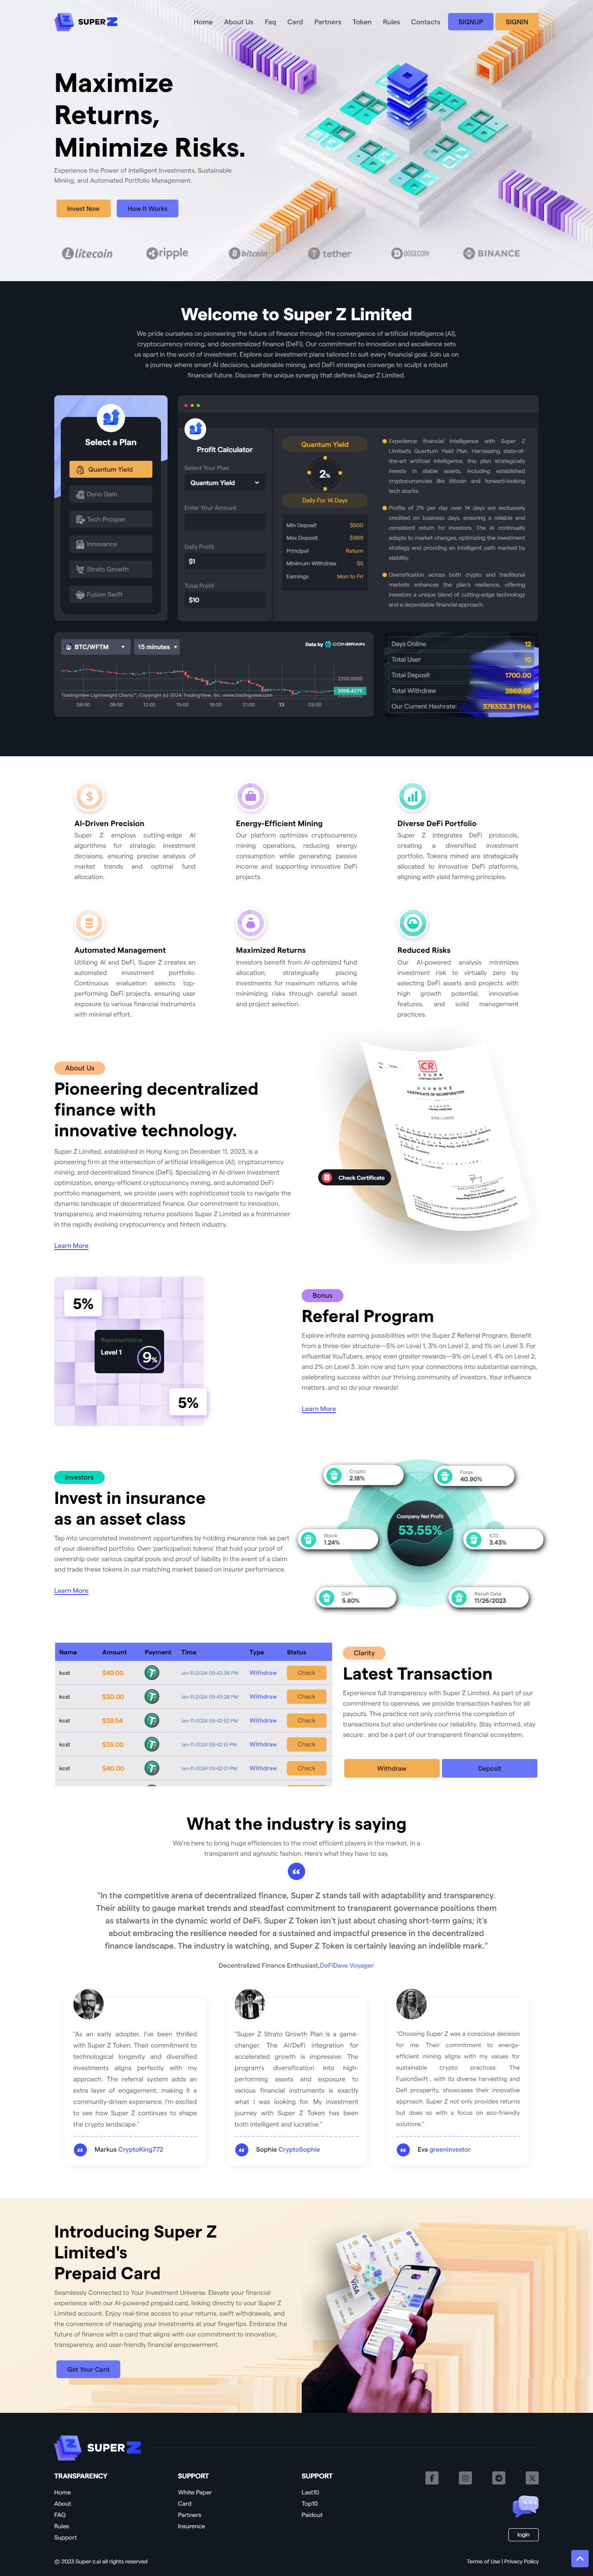 SUPER Z
Home About Us Faq Card Partners Token Rules Contacts SIGNUP SIGNIN
Maximize
Returns,
Minimize Risks.
Experience the Power of Intelligent Investments, Sustainable
Mining, and Automated Portfolio Management.
Invest Now How It Works
litecoin ripple bitcoin tether DOGECOIN BINANCE
Welcome to Super Z Limited
We pride ourselves on pioneering the future of finance through the convergence of artificial intelligence (AI),
cryptocurrency mining, and decentralized finance (DeFi). Our commitment to innovation and excellence sets
us apart in the world of investment. Explore our investment plans tailored to suit every financial goal. Join us on
a journey where smart AI decisions, sustainable mining, and DeFi strategies converge to sculpt a robust
financial future. Discover the unique synergy that defines Super Z Limited.
Select a Plan
Quantum Yield
Dyno Gain
Tech Prosper
Innovance
Strato Growth
Fusion Swift
Profit Calculator
Select Your Plan
Quantum Yield
Enter Your Amount
Daily Profit
$1
Total Profit
$10
Quantum Yield
2%
Daily For 14 Days
Min Deposit $500
Max Deposit $999
Principal Return
Minimum Withdraw $5
Earnings Mon to Fri
Experience financial intelligence with Super Z
Limited's Quantum Yield Plan. Harnessing state-of-
the-art artificial intelligence, this plan strategically
invests in stable assets, including established
cryptocurrencies like Bitcoin and forward-looking
tech stocks.
Profits of 2% per day over 14 days are exclusively
credited on business days, ensuring a reliable and
consistent return for investors. The AI continually
adapts to market changes, optimizing the investment
strategy and providing an intelligent path marked by
stability.
Diversification across both crypto and traditional
markets enhances the plan's resilience, offering
investors a unique blend of cutting-edge technology
and a dependable financial approach.
BTC/WFTM 15 minutes Data by COINBRAIN
2200.0000
2056.4275
TradingView Lightweight Charts™, Copyright (c) 2024 TradingView, Inc. www.tradingview.com
06:00 09:00 12:00 15:00 18:00 21:00 13 03:00
Days Online 12
Total User 10
Total Deposit 1700.00
Total Withdraw 2869.69
Our Current Hashrate: 378333.31 TH/s
AI-Driven Precision
Super Z employs cutting-edge AI
algorithms for strategic investment
decisions, ensuring precise analysis of
market trends and optimal fund
allocation.
Energy-Efficient Mining
Our platform optimizes cryptocurrency
mining operations, reducing energy
consumption while generating passive
income and supporting innovative DeFi
projects.
Diverse DeFi Portfolio
Super Z integrates DeFi protocols,
creating a diversified investment
portfolio. Tokens mined are strategically
allocated to innovative DeFi platforms,
aligning with yield farming principles.
Automated Management
Utilizing AI and DeFi, Super Z creates an
automated investment portfolio.
Continuous evaluation selects top-
performing DeFi projects, ensuring user
exposure to various financial instruments
with minimal effort.
Maximized Returns
Investors benefit from AI-optimized fund
allocation, strategically placing
investments for maximum returns while
minimizing risks through careful asset
and project selection.
Reduced Risks
Our AI-powered analysis minimizes
investment risk to virtually zero by
selecting DeFi assets and projects with
high growth potential, innovative
features, and solid management
practices.
About Us
Pioneering decentralized
finance with
innovative technology.
Super Z Limited, established in Hong Kong on December 11, 2023, is a
pioneering firm at the intersection of artificial intelligence (AI), cryptocurrency
mining, and decentralized finance (DeFi). Specializing in AI-driven investment
optimization, energy-efficient cryptocurrency mining, and automated DeFi
portfolio management, we provide users with sophisticated tools to navigate the
dynamic landscape of decentralized finance. Our commitment to innovation,
transparency, and maximizing returns positions Super Z Limited as a frontrunner
in the rapidly evolving cryptocurrency and fintech industry.
Learn More
CR
CERTIFICATE OF INCORPORATION
Check Certificate
5%
Representative
Level 1
9%
5%
Bonus
Referal Program
Explore infinite earning possibilities with the Super Z Referral Program. Benefit
from a three-tier structure—5% on Level 1, 3% on Level 2, and 1% on Level 3. For
influential YouTubers, enjoy even greater rewards—9% on Level 1, 4% on Level 2,
and 2% on Level 3. Join now and turn your connections into substantial earnings,
celebrating success within our thriving community of investors. Your influence
matters, and so do your rewards!
Learn More
Investors
Invest in insurance
as an asset class
Tap into uncorrelated investment opportunities by holding insurance risk as part
of your diversified portfolio. Own 'participation tokens' that hold your proof of
ownership over various capital pools and proof of liability in the event of a claim
and trade these tokens in our matching market based on insurer performance.
Learn More
Crypto
2.18%
Forex
40.90%
Company Net Profit
53.55%
Stock
1.24%
ICO
3.43%
DeFi
5.80%
Result Date
11/26/2023
Name Amount Payment Time Type Status
kcst $49.00 Jan-11-2024 09:43:36 PM Withdraw Check
kcst $30.00 Jan-11-2024 09:43:28 PM Withdraw Check
kcst $39.54 Jan-11-2024 09:42:52 PM Withdraw Check
kcst $35.00 Jan-11-2024 09:42:15 PM Withdraw Check
kcst $40.00 Jan-11-2024 09:42:01 PM Withdraw Check
Clarity
Latest Transaction
Experience full transparency with Super Z Limited. As part of our
commitment to openness, we provide transaction hashes for all
payouts. This practice not only confirms the completion of
transactions but also underlines our reliability. Stay informed, stay
secure , and be a part of our transparent financial ecosystem.
Withdraw Deposit
What the industry is saying
We're here to bring huge efficiencies to the most efficient players in the market, in a
transparent and agnostic fashion. Here's what they have to say.
"In the competitive arena of decentralized finance, Super Z stands tall with adaptability and transparency.
Their ability to gauge market trends and steadfast commitment to transparent governance positions them
as stalwarts in the dynamic world of DeFi. Super Z Token isn't just about chasing short-term gains; it's
about embracing the resilience needed for a sustained and impactful presence in the decentralized
finance landscape. The industry is watching, and Super Z Token is certainly leaving an indelible mark."
Decentralized Finance Enthusiast,DeFiDave Voyager
"As an early adopter, I've been thrilled
with Super Z Token. Their commitment to
technological longevity and diversified
investments aligns perfectly with my
approach. The referral system adds an
extra layer of engagement, making it a
community-driven experience. I'm excited
to see how Super Z continues to shape
the crypto landscape."
Markus CryptoKing772
"Super Z Strato Growth Plan is a game-
changer. The AI/DeFi integration for
accelerated growth is impressive. The
program's diversification into high-
performing assets and exposure to
various financial instruments is exactly
what I was looking for. My investment
journey with Super Z Token has been
both intelligent and lucrative."
Sophie CryptoSophie
"Choosing Super Z was a conscious decision
for me. Their commitment to energy-
efficient mining aligns with my values for
sustainable crypto practices. The
FusionSwift , with its diverse harvesting and
Defi prosparity, showcases their innovative
approach. Super Z not only provides returns
but does so with a focus on eco-friendly
solutions."
Eva greeninvestor
Introducing Super Z
Limited's
Prepaid Card
Seamlessly Connected to Your Investment Universe. Elevate your financial
experience with our AI-powered prepaid card, linking directly to your Super Z
Limited account. Enjoy real-time access to your returns, swift withdrawals, and
the convenience of managing your investments at your fingertips. Embrace the
future of finance with a card that aligns with our commitment to innovation,
transparency, and user-friendly financial empowerment.
Get Your Card
VISA
SUPER Z
TRANSPARENCY
Home
About
FAQ
Rules
Support
SUPPORT
White Paper
Card
Partners
Insurence
SUPPORT
Last10
Top10
Paidout
login
© 2023 Super-z.ai all rights reserved
Terms of Use | Privacy Policy